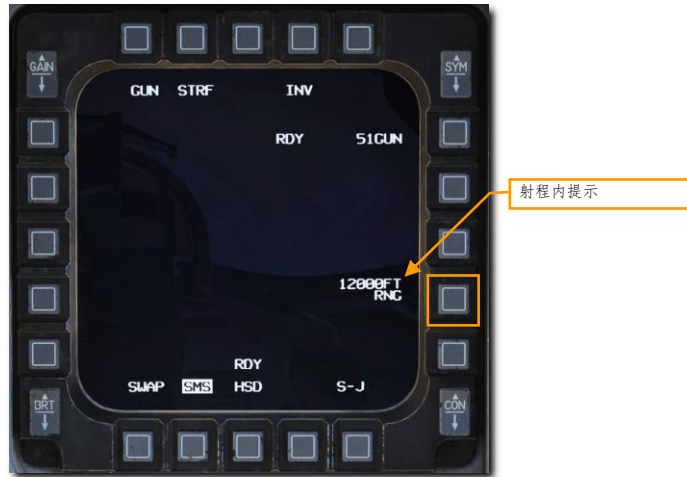 GAIN
SYM
GUN STRF INV
RDY 51GUN
射程内提示
12000FT
RNG
RDY
SWAP SMS HSD S-J
BRT
CON